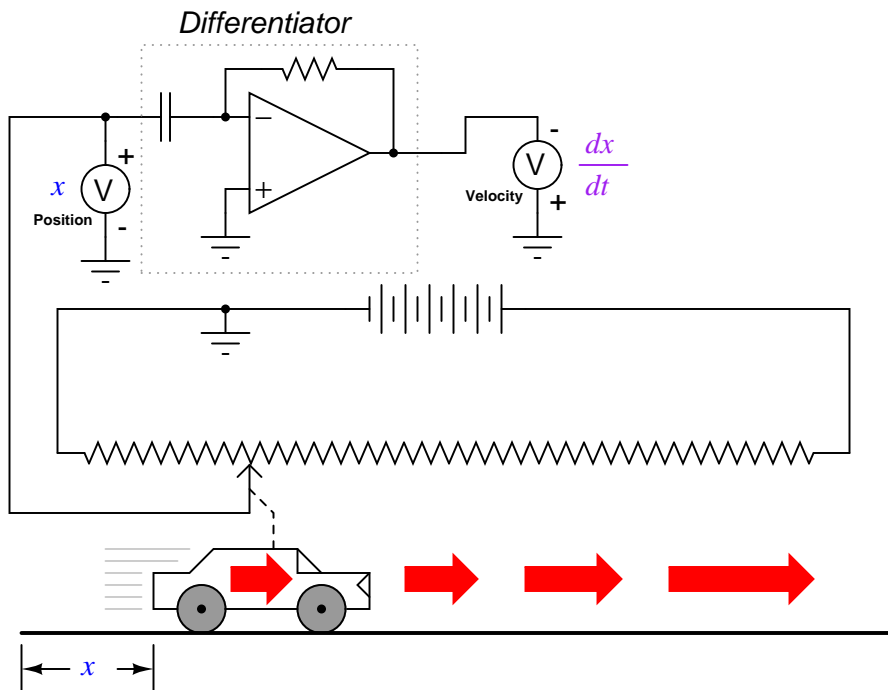 Differentiator
−
+
x
V
+
-
Position
V
-
+
Velocity
dx
dt
x